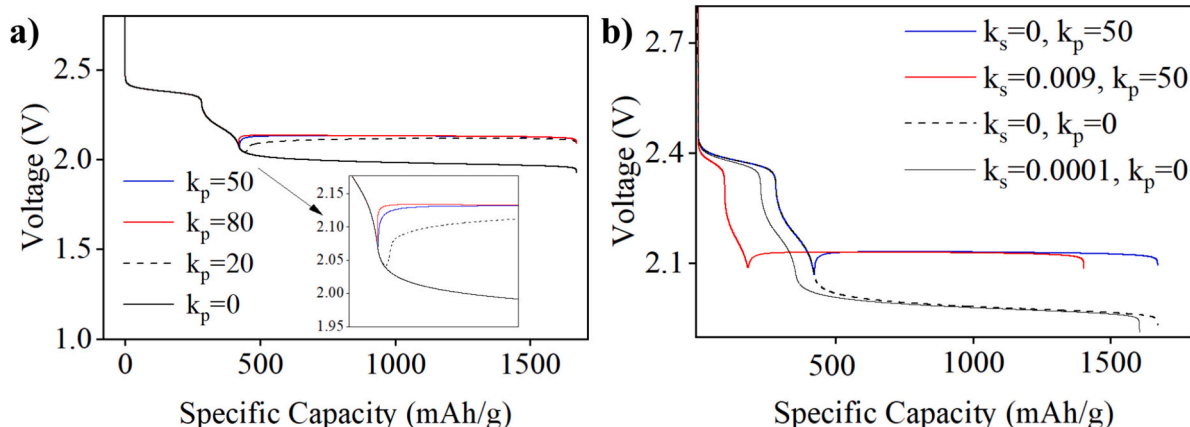 a)
Voltage (V)
2.5
2.0
1.5
1.0
k_p=50
k_p=80
k_p=20
k_p=0
2.15
2.10
2.05
2.00
1.95
0
500
1000
1500
Specific Capacity (mAh/g)
b)
Voltage (V)
2.7
2.4
2.1
k_s=0, k_p=50
k_s=0.009, k_p=50
k_s=0, k_p=0
k_s=0.0001, k_p=0
500
1000
1500
Specific Capacity (mAh/g)